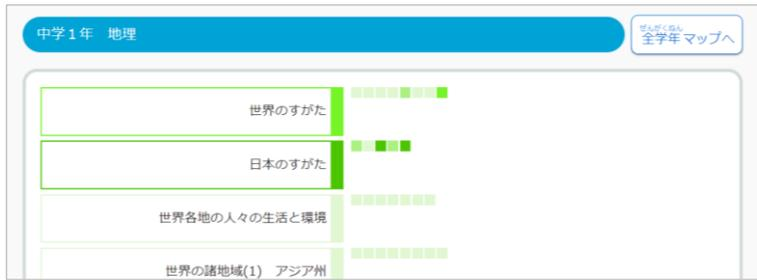 中学1年　地理
ぜんがくねん
全学年マップへ
世界のすがた
日本のすがた
世界各地の人々の生活と環境
世界の諸地域(1)　アジア州